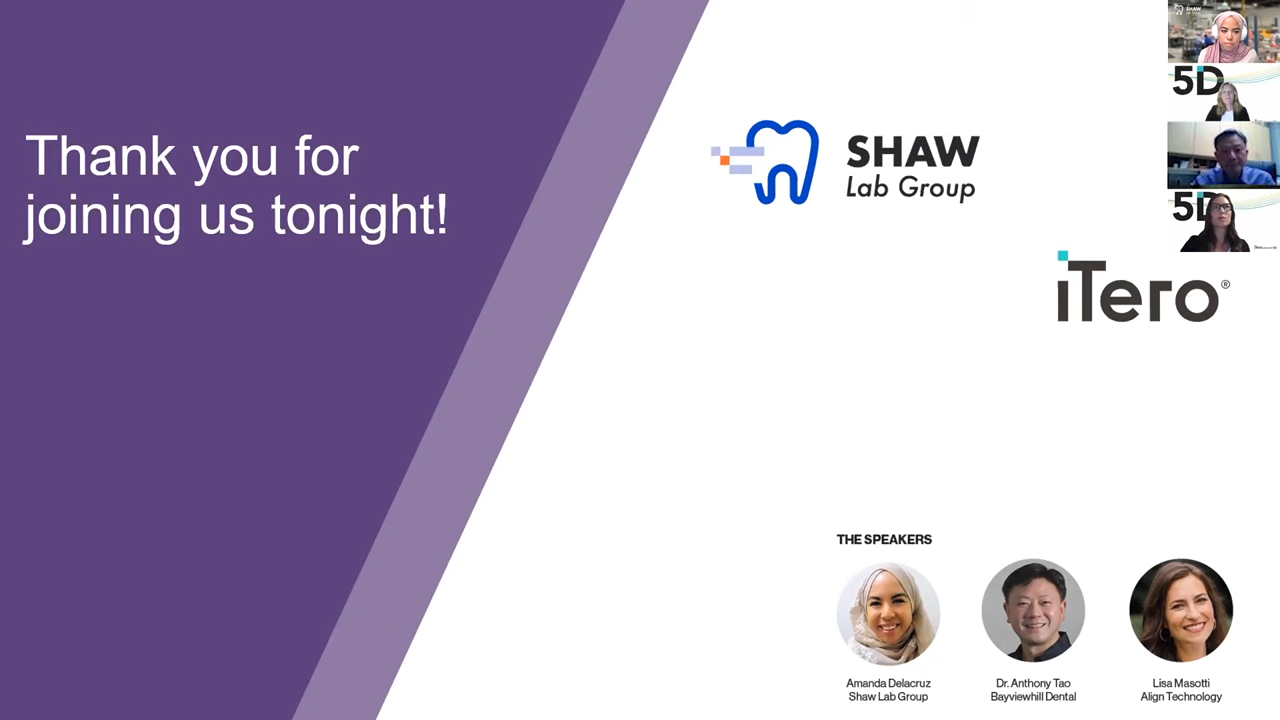 Thank you for
joining us tonight!
SHAW
Lab Group
iTero®
SHAW
5D
5D
THE SPEAKERS
Amanda Delacruz
Shaw Lab Group
Dr. Anthony Tao
Bayviewhill Dental
Lisa Masotti
Align Technology